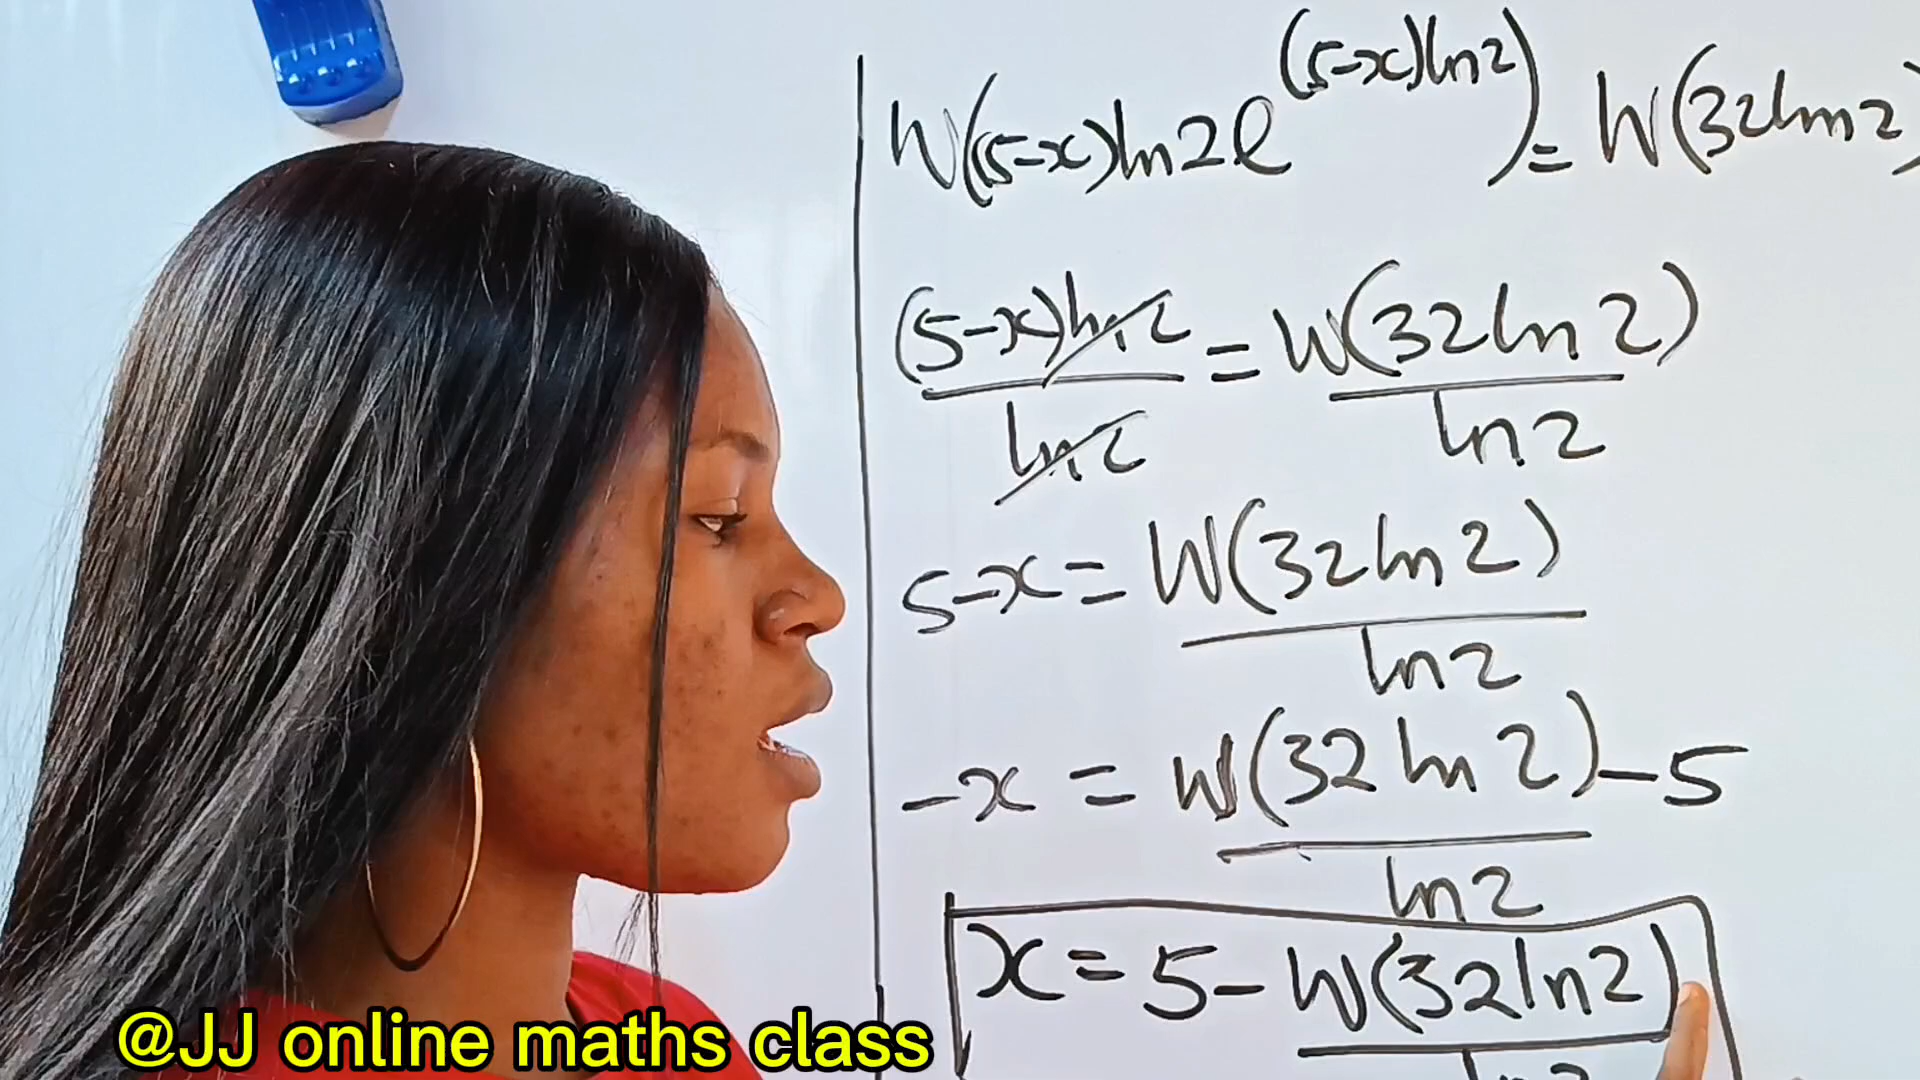 W((5-x)ln2e^((5-x)ln2)) = W(32ln2)
(5-x)ln2 = W(32ln2)
ln2 ln2
5-x = W(32ln2)
ln2
-x = W(32ln2) - 5
ln2
x = 5 - W(32ln2)
ln2
@JJ online maths class